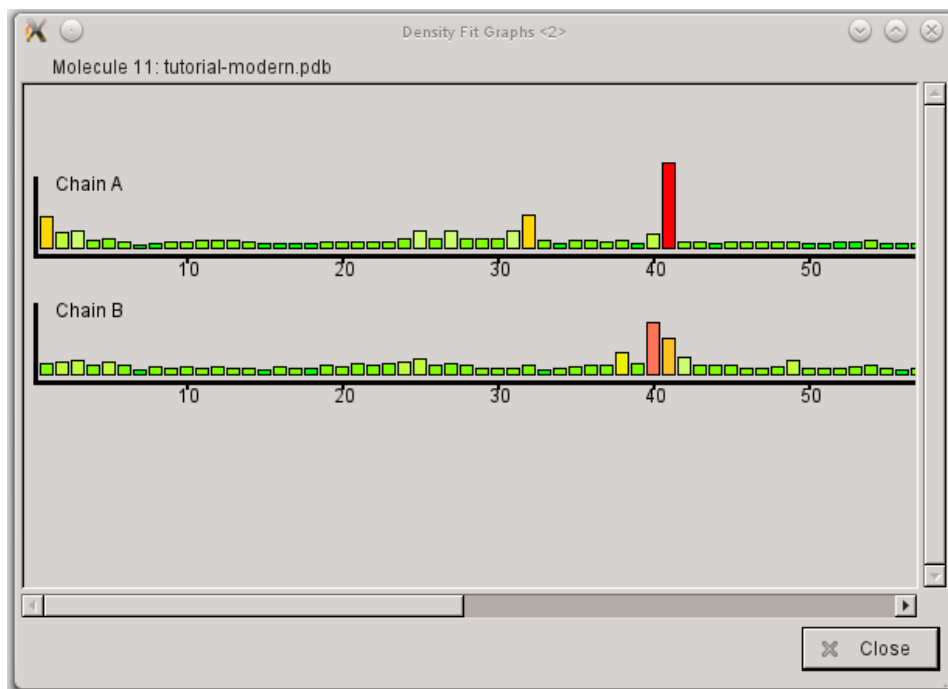 Density Fit Graphs <2>
Molecule 11: tutorial-modern.pdb
Chain A
10 20 30 40 50
Chain B
10 20 30 40 50
Close